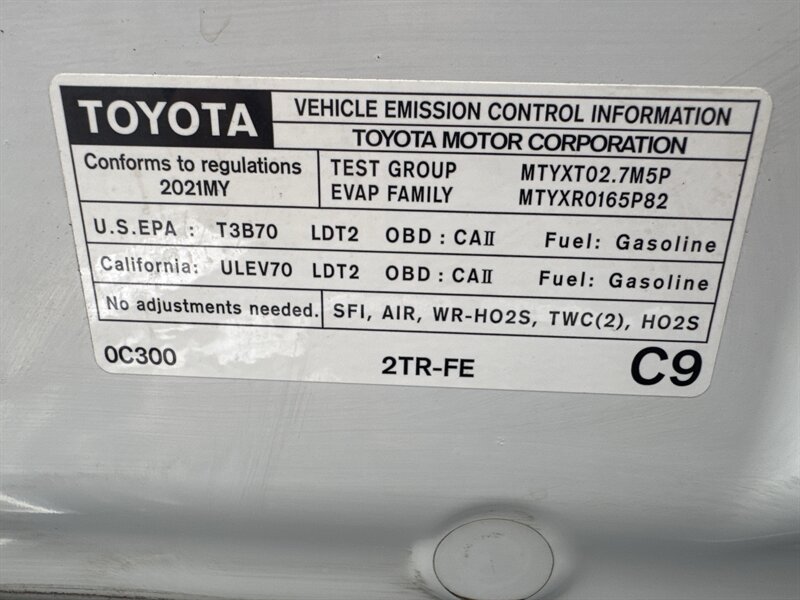 TOYOTA
VEHICLE EMISSION CONTROL INFORMATION
TOYOTA MOTOR CORPORATION
Conforms to regulations
2021MY
TEST GROUP MTYXT02.7M5P
EVAP FAMILY MTYXR0165P82
U.S.EPA : T3B70 LDT2 OBD : CAII Fuel: Gasoline
California: ULEV70 LDT2 OBD : CAII Fuel: Gasoline
No adjustments needed. SFI, AIR, WR-HO2S, TWC(2), HO2S
0C300 2TR-FE C9